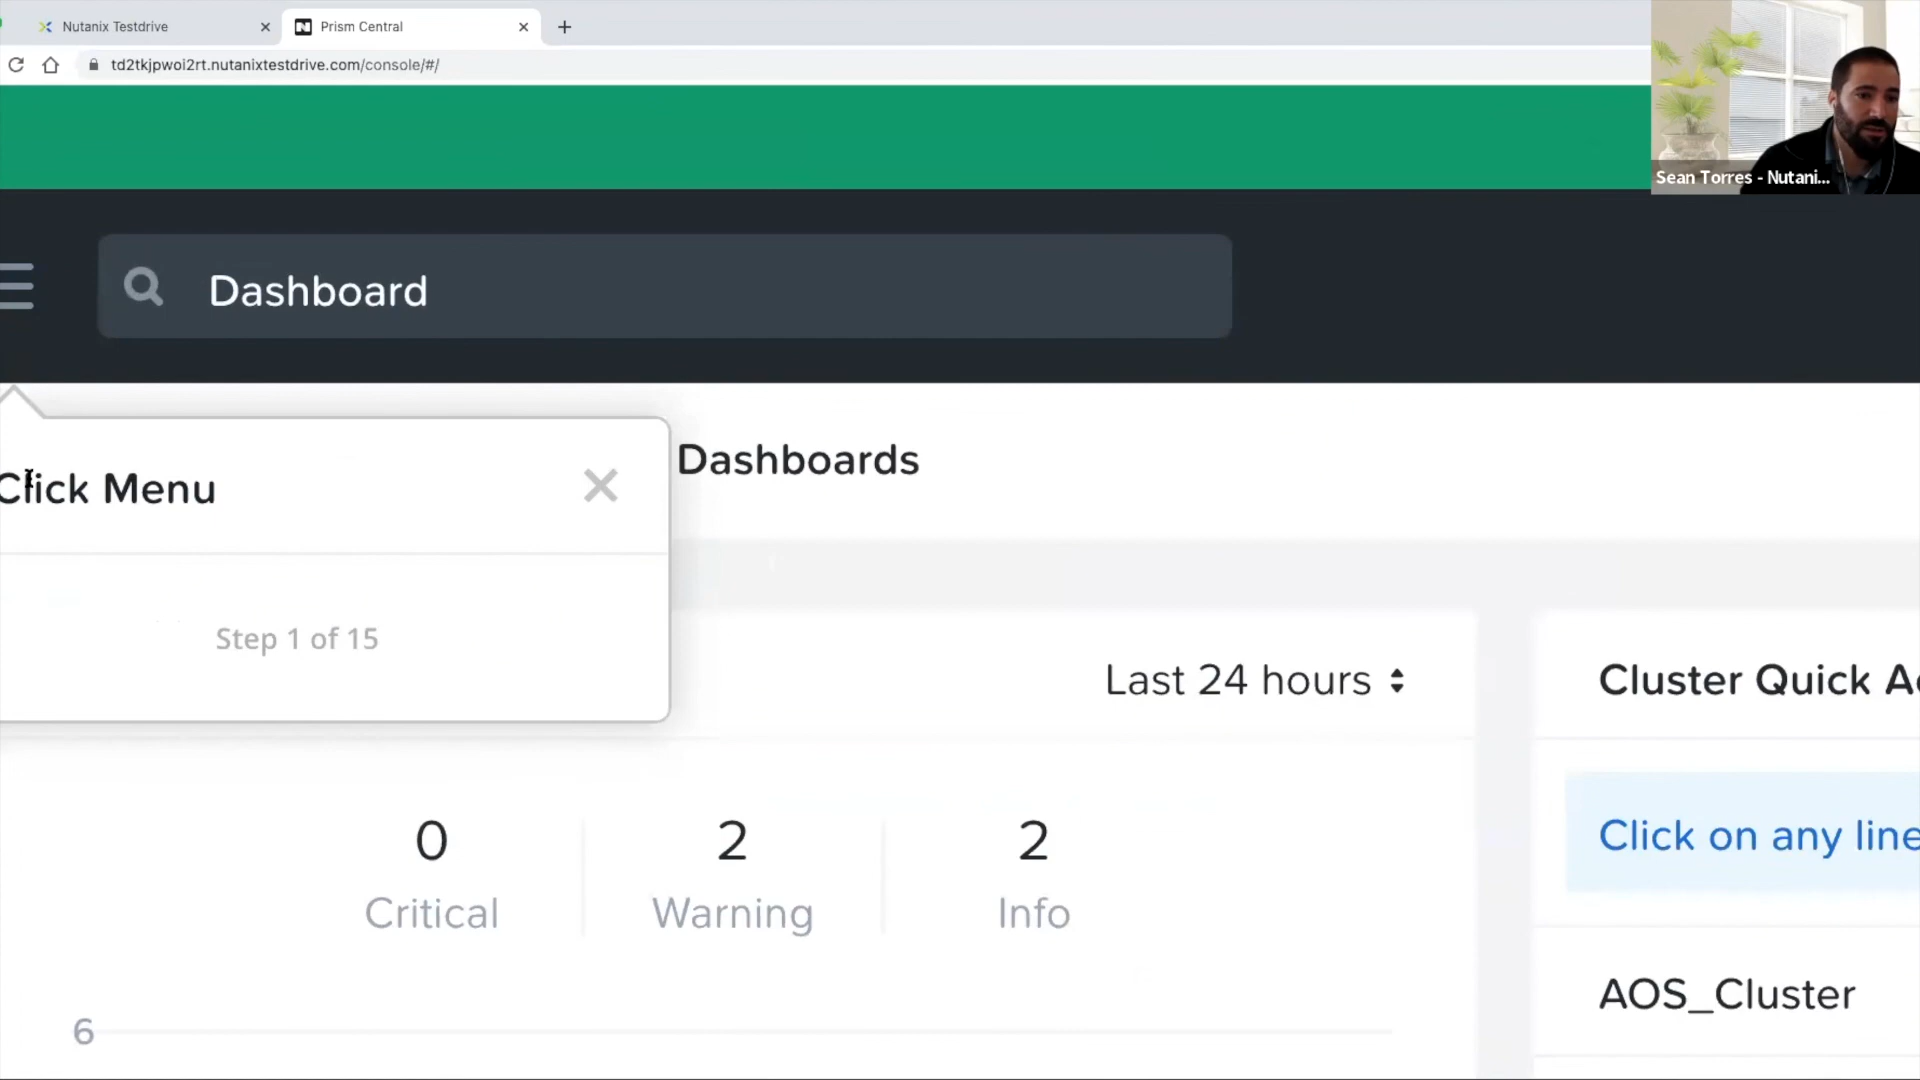 Nutanix Testdrive
Prism Central
td2tkjpwoi2rt.nutanixtestdrive.com/console/#/
Sean Torres - Nutani...
Dashboard
Click Menu
Dashboards
Step 1 of 15
Last 24 hours
Cluster Quick Ac
0
2
2
Critical
Warning
Info
Click on any line
AOS_Cluster
6